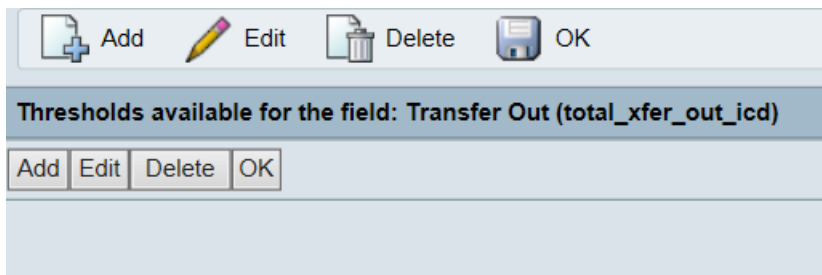 Add Edit Delete OK
Thresholds available for the field: Transfer Out (total_xfer_out_icd)
Add Edit Delete OK